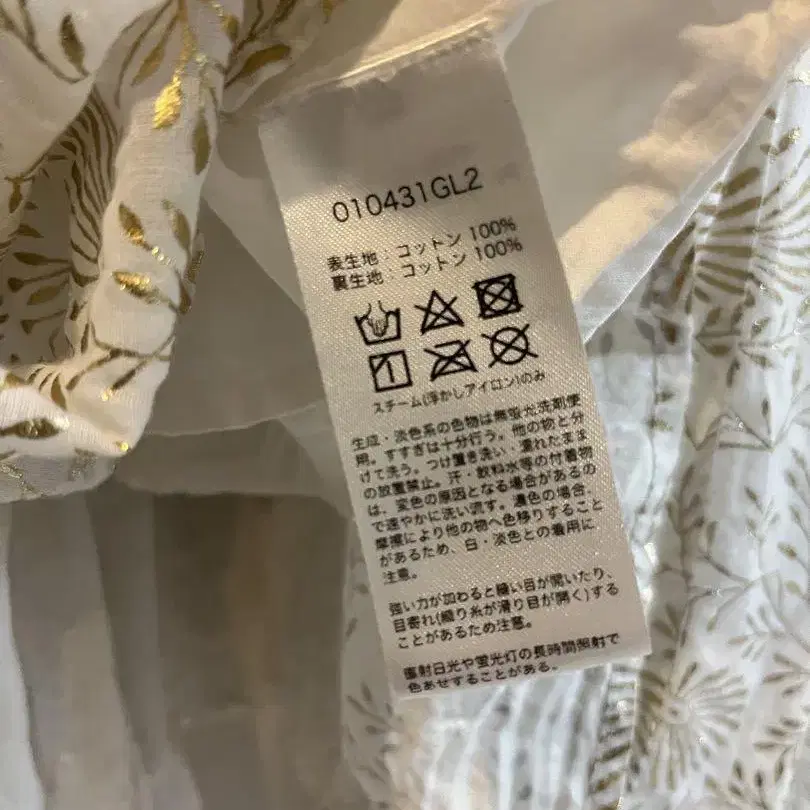 010431GL2
表生地：コットン 100%
裏生地：コットン 100%
スチーム(浮かしアイロン)のみ
生成・淡色系の色物は無蛍光洗剤使
用。すすぎは十分行う。他の物と分
けて洗う。つけ置き洗い、濡れたまま
の放置禁止。汗・飲料水等の付着物
は、変色の原因となる場合があるの
で速やかに洗い流す。濃色の場合、
摩擦により他の物へ色移りすること
があるため、白・淡色との着用に
注意。
強い力が加わると縫い目が開いたり、
目寄れ(織り糸が滑り目が開く)する
ことがあるため注意。
直射日光や蛍光灯の長時間照射で
色あせすることがある。